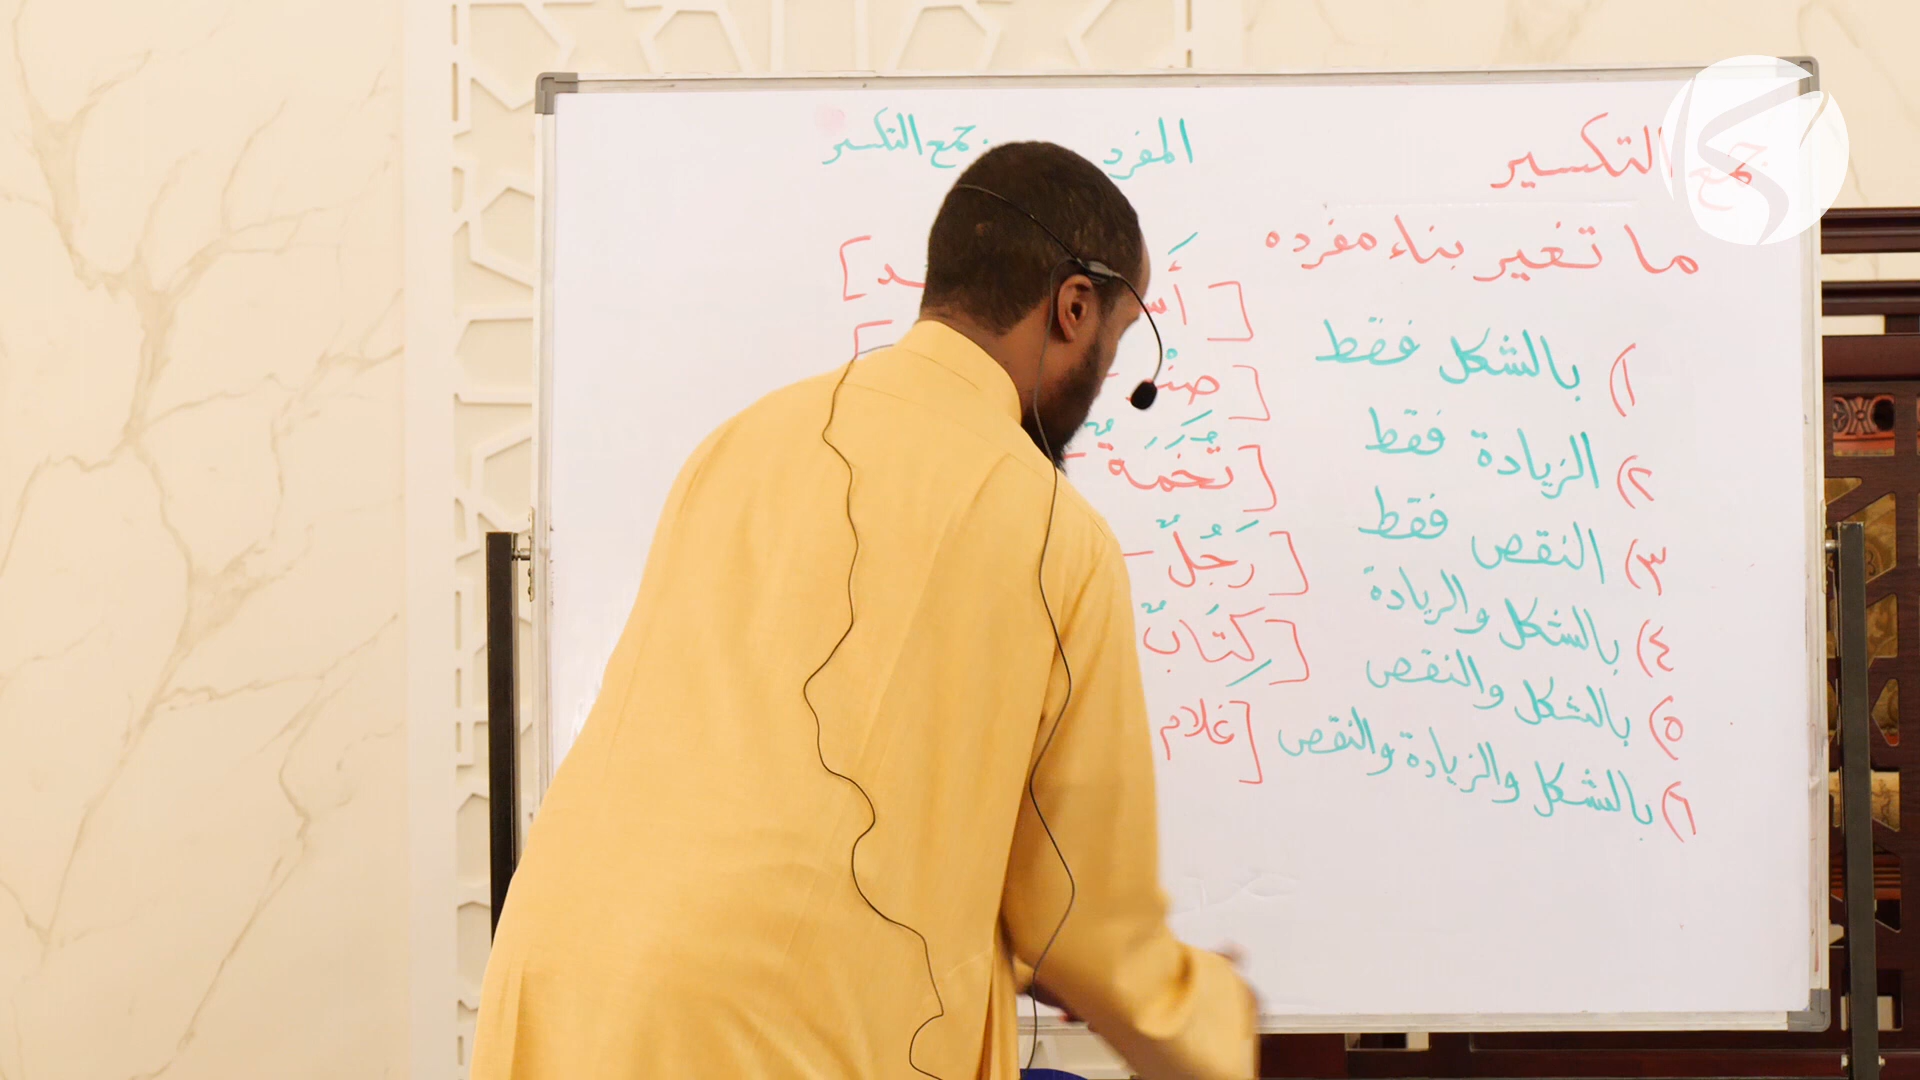 جمع التكسير
ما تغير بناء مفرده
١) بالشكل فقط
٢) الزيادة فقط
٣) النقص فقط
٤) بالشكل والزيادة
٥) بالشكل والنقص
٦) بالشكل والزيادة والنقص
المفرد جمع التكسير
[تُخَمَةٌ -
[رَجُلٌ -
[كِتَابٌ
[غلام